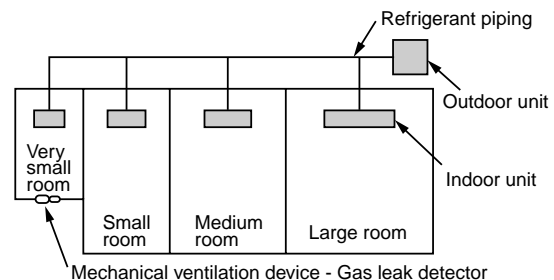 Refrigerant piping
Outdoor unit
Indoor unit
Very
small
room
Small
room
Medium
room
Large room
Mechanical ventilation device - Gas leak detector